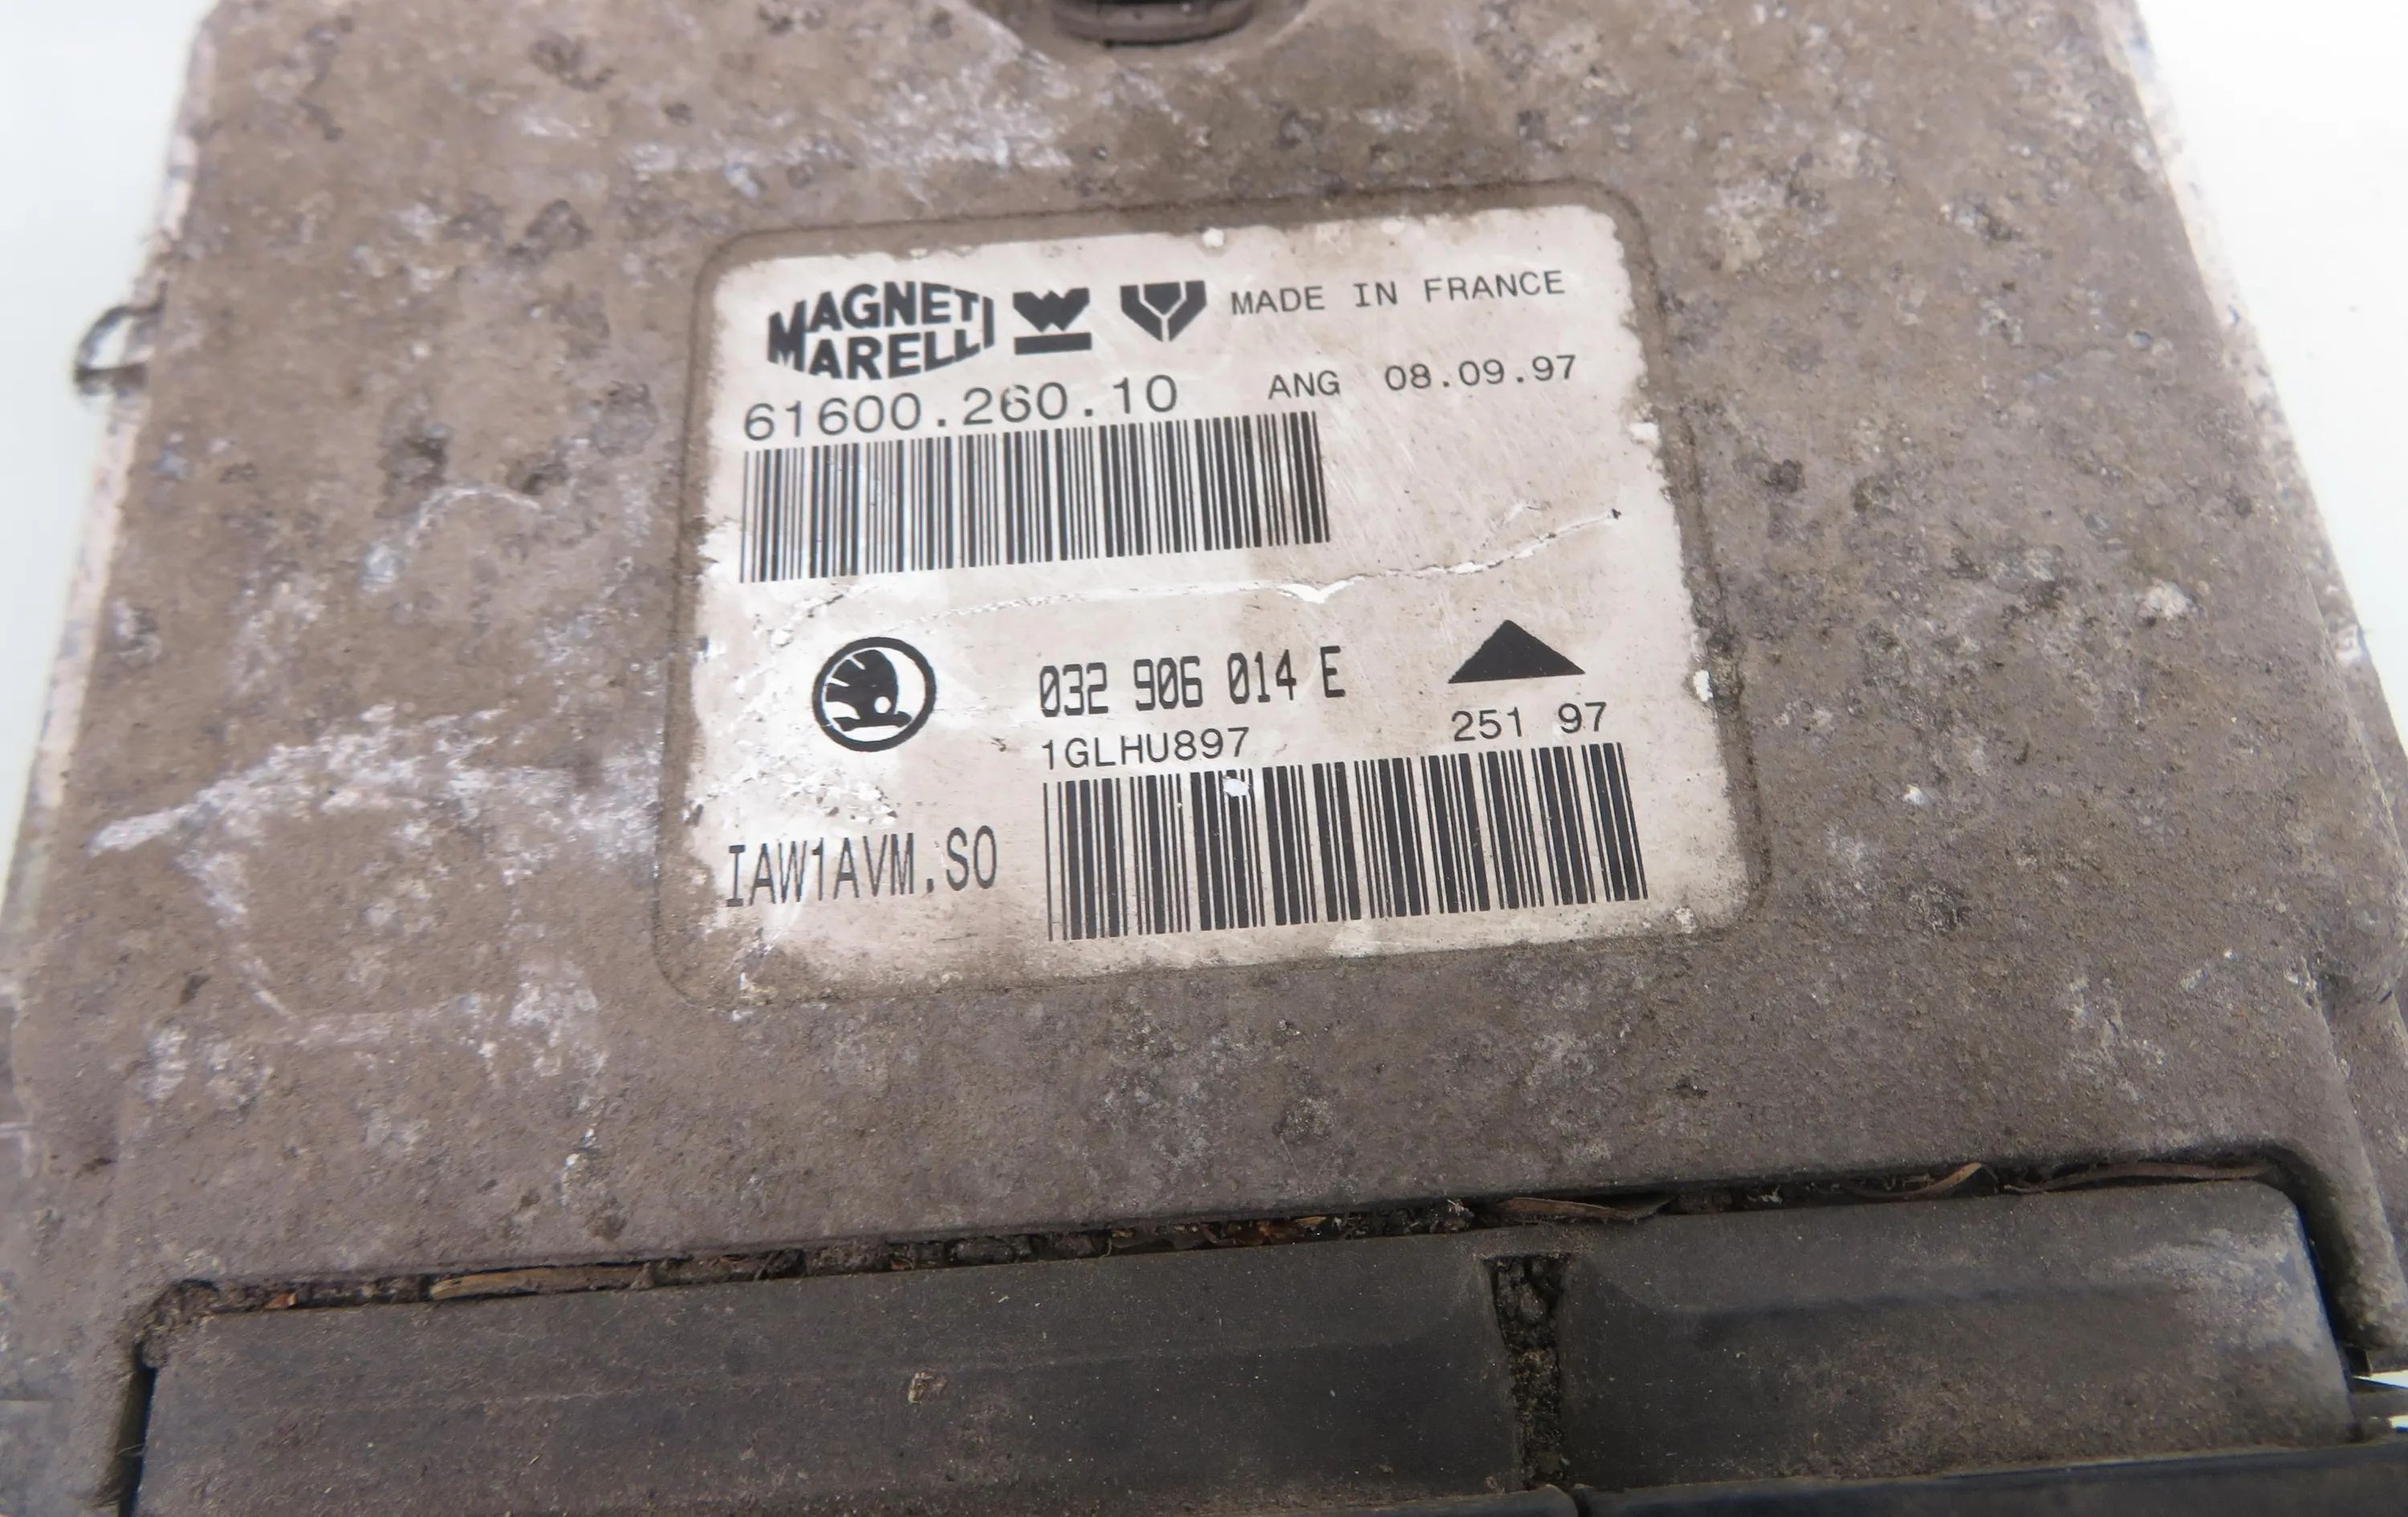 MAGNETI MARELLI MADE IN FRANCE
61600.260.10 ANG 08.09.97
032 906 014 E
1GLHU897 251 97
IAW1AVM.S0